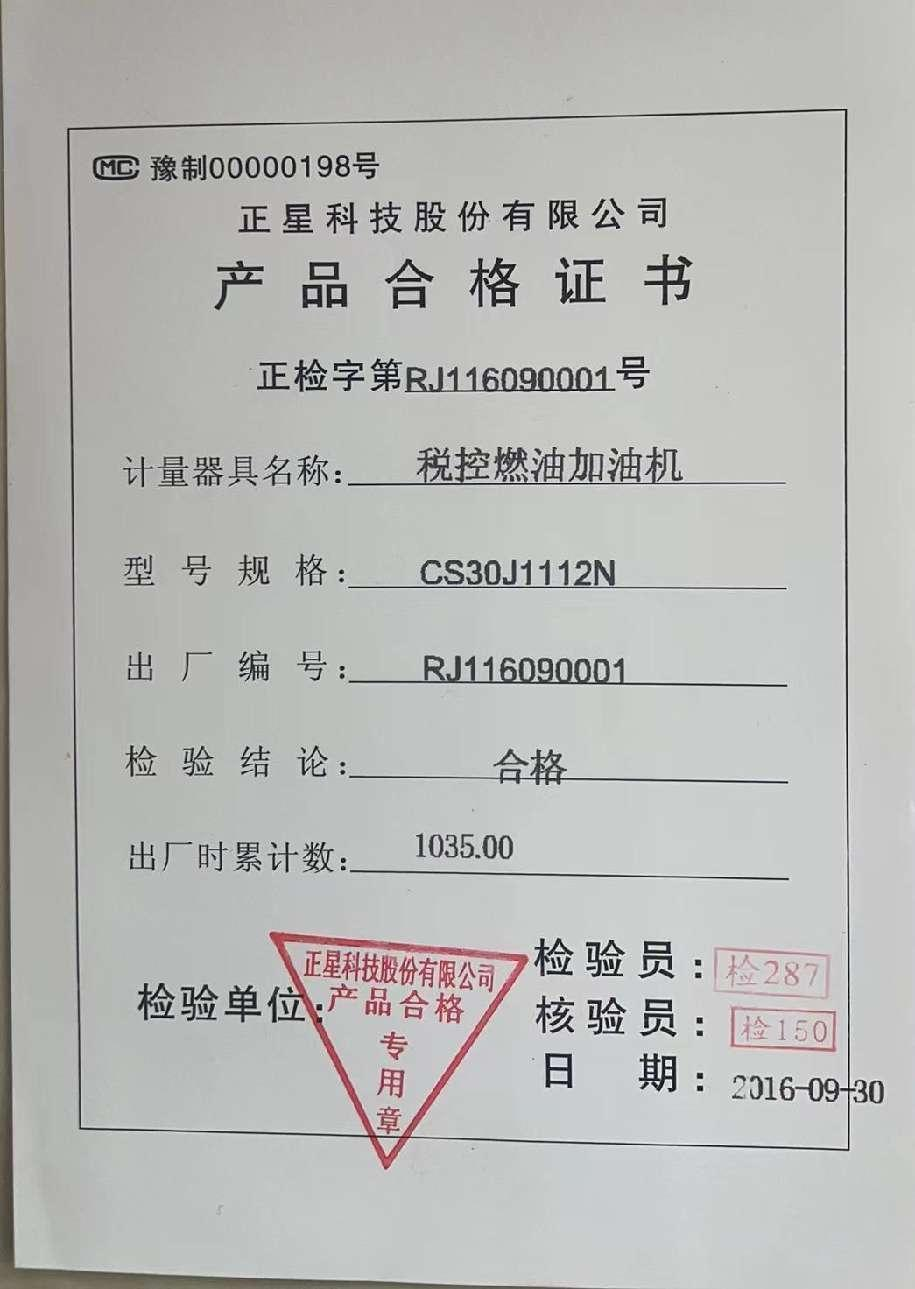 MC 豫制00000198号
正星科技股份有限公司
产品合格证书
正检字第RJ116090001号
计量器具名称：税控燃油加油机
型号规格：CS30J1112N
出厂编号：RJ116090001
检验结论：合格
出厂时累计数：1035.00
检验单位：
正星科技股份有限公司
产品合格
专
用
章
检验员：检287
核验员：检150
日期：2016-09-30